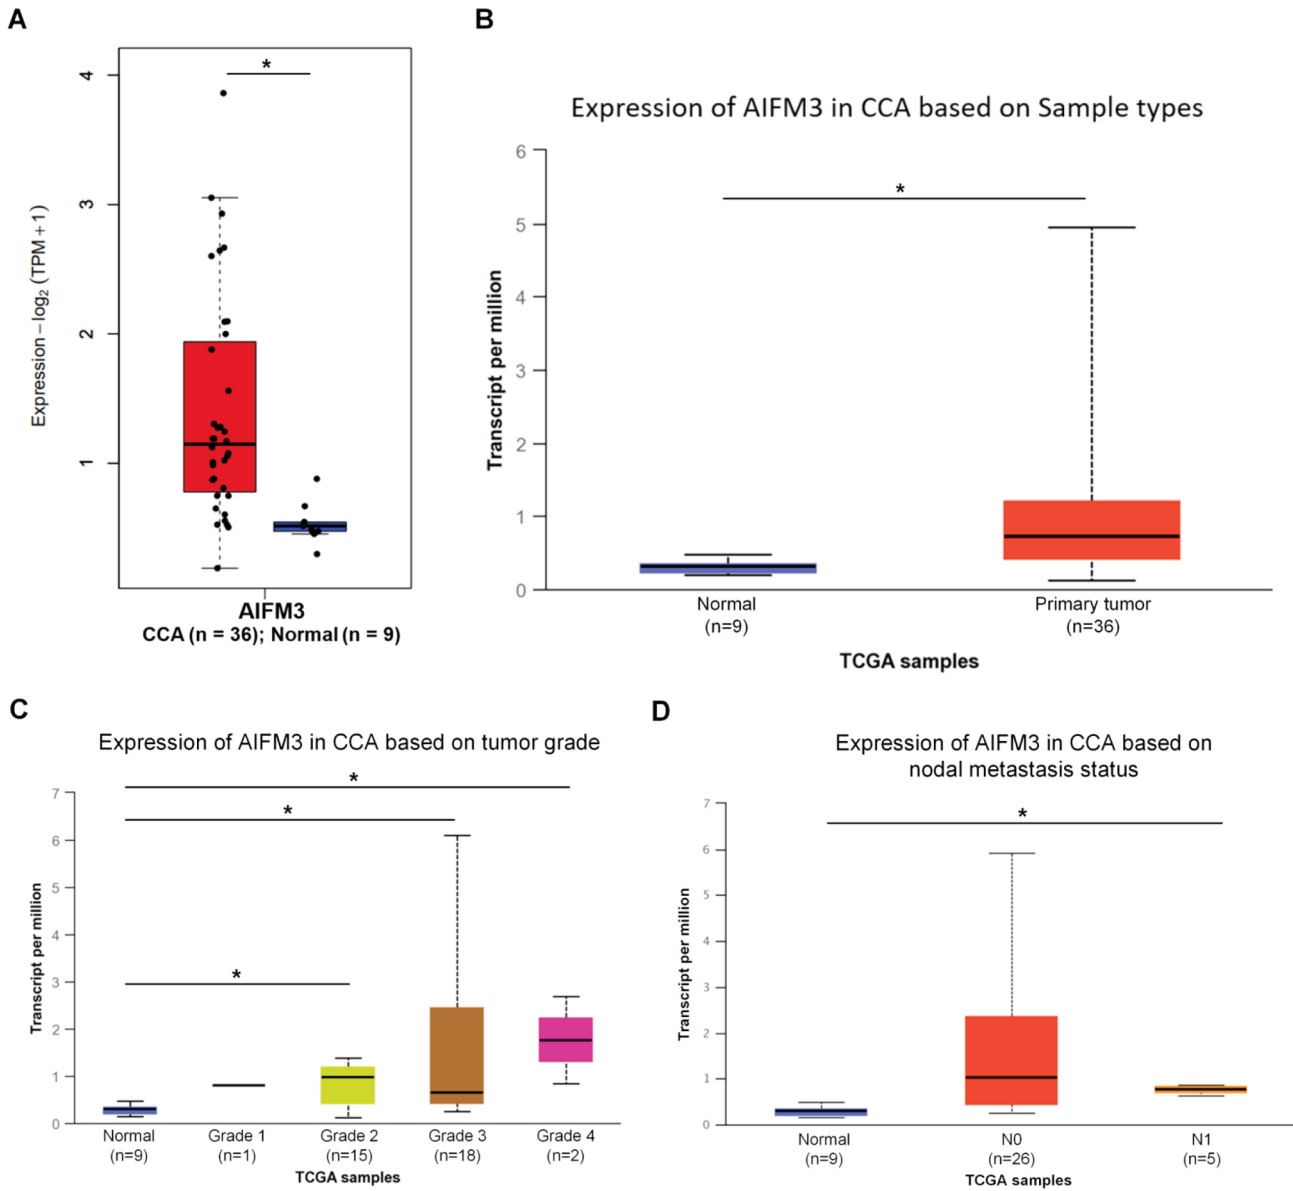 A
*
4
3
2
1
Expression – log₂ (TPM + 1)
AIFM3
CCA (n = 36); Normal (n = 9)
B
Expression of AIFM3 in CCA based on Sample types
*
6
5
4
3
2
1
0
Transcript per million
Normal
(n=9)
Primary tumor
(n=36)
TCGA samples
C
Expression of AIFM3 in CCA based on tumor grade
*
*
*
7
6
5
4
3
2
1
0
Transcript per million
Normal
(n=9)
Grade 1
(n=1)
Grade 2
(n=15)
Grade 3
(n=18)
Grade 4
(n=2)
TCGA samples
D
Expression of AIFM3 in CCA based on
nodal metastasis status
*
7
6
5
4
3
2
1
0
Transcript per million
Normal
(n=9)
N0
(n=26)
N1
(n=5)
TCGA samples